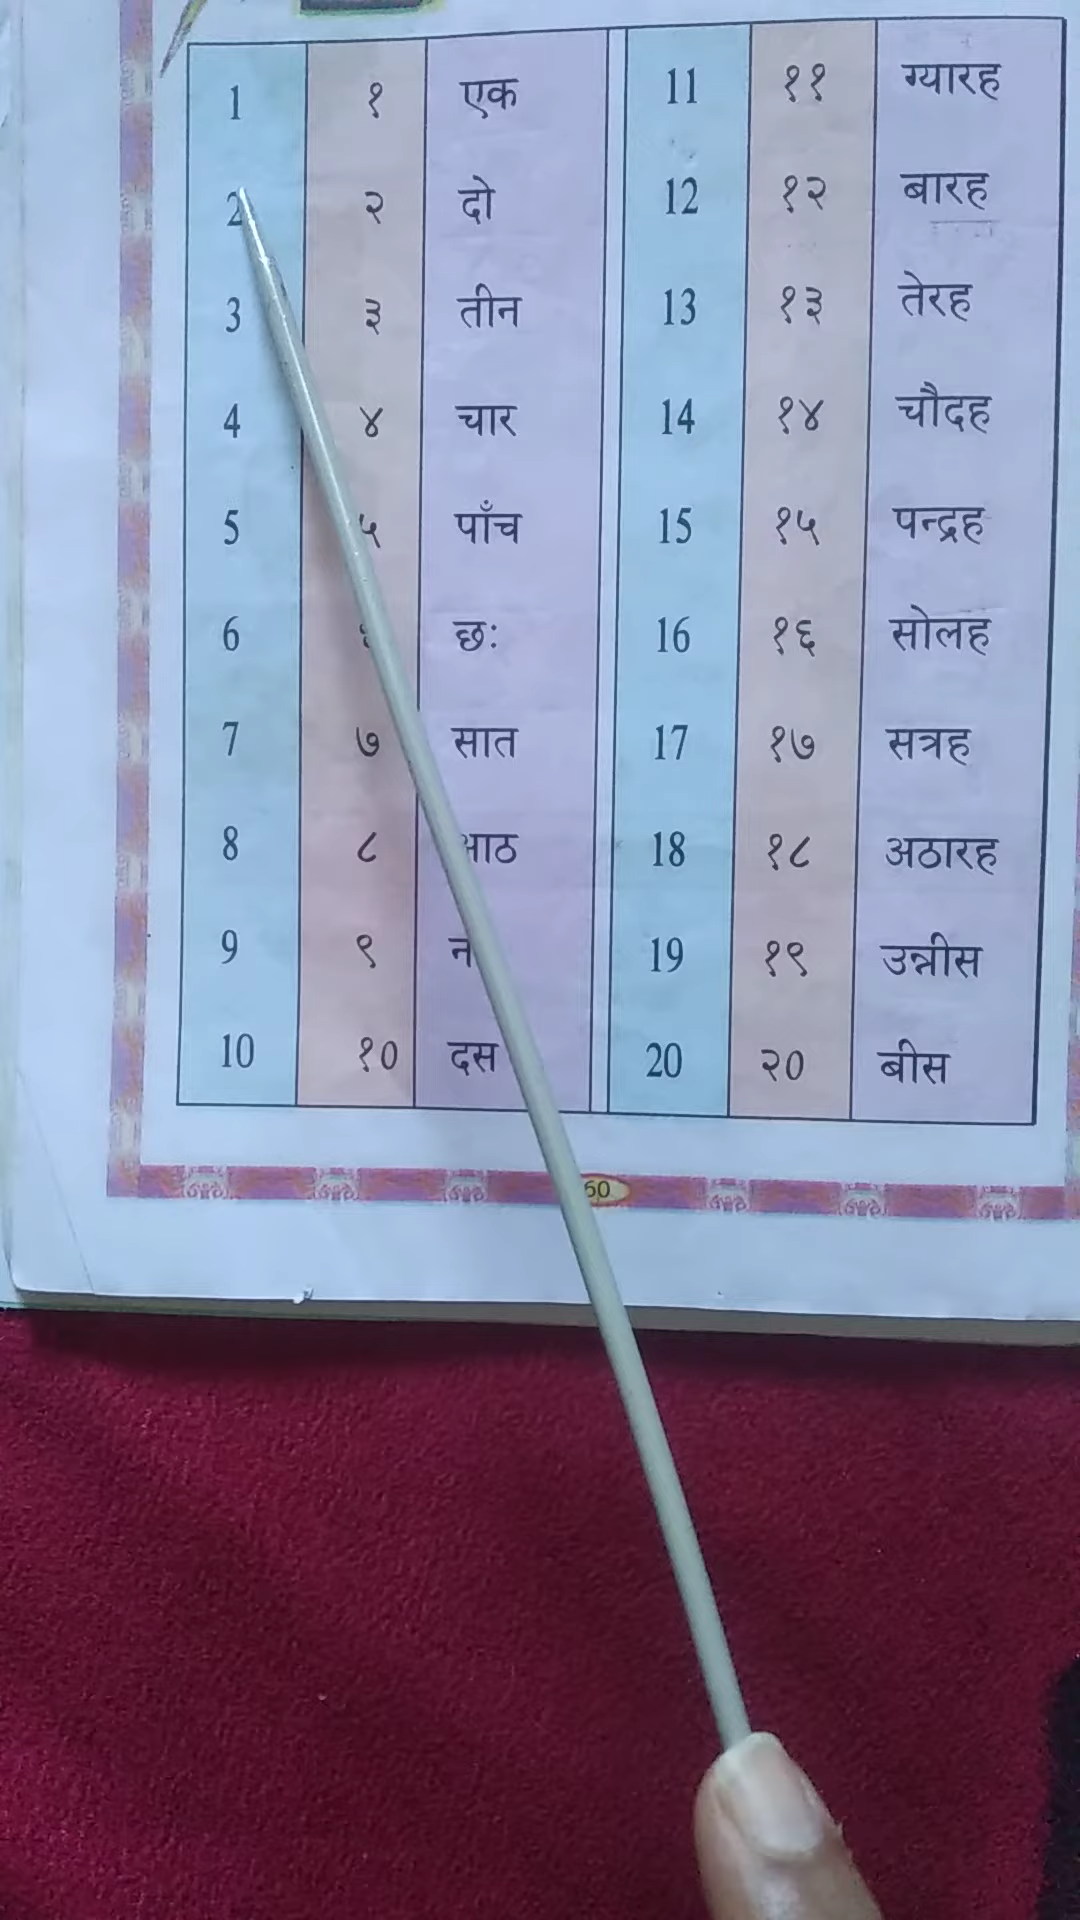 1 १ एक 11 ११ ग्यारह
2 २ दो 12 १२ बारह
3 ३ तीन 13 १३ तेरह
4 ४ चार 14 १४ चौदह
5 ५ पाँच 15 १५ पन्द्रह
6 छः 16 १६ सोलह
7 ७ सात 17 १७ सत्रह
8 ८ आठ 18 १८ अठारह
9 ९ 19 १९ उन्नीस
10 १० दस 20 २० बीस